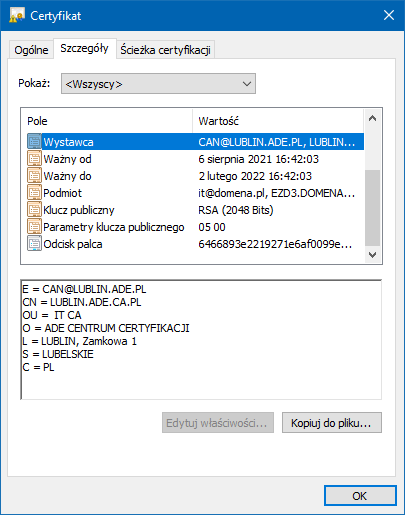 Certyfikat
Ogólne Szczegóły Ścieżka certyfikacji
Pokaż: <Wszyscy>
Pole Wartość
Wystawca CAN@LUBLIN.ADE.PL, LUBLIN...
Ważny od 6 sierpnia 2021 16:42:03
Ważny do 2 lutego 2022 16:42:03
Podmiot it@domena.pl, EZD3.DOMENA...
Klucz publiczny RSA (2048 Bits)
Parametry klucza publicznego 05 00
Odcisk palca 6466893e2219271e6af0099e...
E = CAN@LUBLIN.ADE.PL
CN = LUBLIN.ADE.CA.PL
OU = IT CA
O = ADE CENTRUM CERTYFIKACJI
L = LUBLIN, Zamkowa 1
S = LUBELSKIE
C = PL
Edytuj właściwości... Kopiuj do pliku...
OK